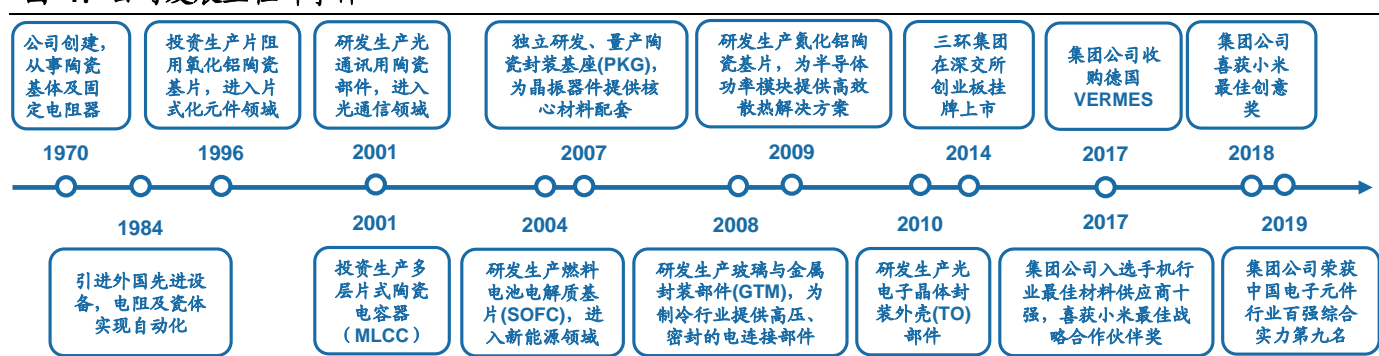 公司创建，
从事陶瓷
基体及固
定电阻器
投资生产片阻
用氧化铝陶瓷
基片，进入片
式化元件领域
研发生产光
通讯用陶瓷
部件，进入
光通信领域
独立研发、量产陶
瓷封装基座(PKG)，
为晶振器件提供核
心材料配套
研发生产氮化铝陶
瓷基片，为半导体
功率模块提供高效
散热解决方案
三环集团
在深交所
创业板挂
牌上市
集团公司收
购德国
VERMES
集团公司
喜获小米
最佳创意
奖
1970
1996
2001
2007
2009
2014
2017
2018
1984
2001
2004
2008
2010
2017
2019
引进外国先进设
备，电阻及瓷体
实现自动化
投资生产多
层片式陶瓷
电容器
（MLCC）
研发生产燃料
电池电解质基
片(SOFC)，进
入新能源领域
研发生产玻璃与金属
封装部件(GTM)，为
制冷行业提供高压、
密封的电连接部件
研发生产光
电子晶体封
装外壳(TO)
部件
集团公司入选手机行
业最佳材料供应商十
强，喜获小米最佳战
略合作伙伴奖
集团公司荣获
中国电子元件
行业百强综合
实力第九名